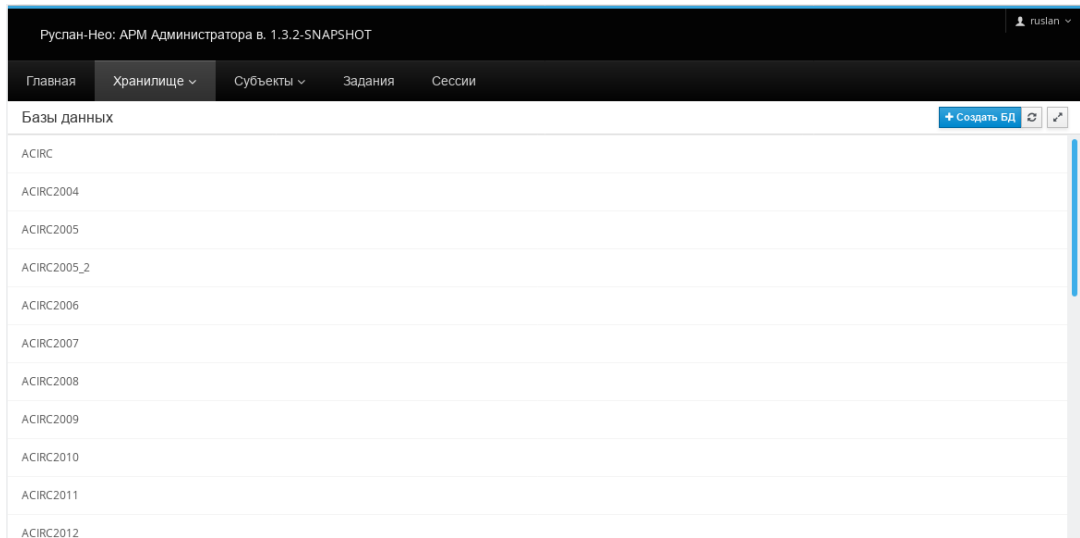 Руслан-Нео: АРМ Администратора в. 1.3.2-SNAPSHOT
ruslan
Главная Хранилище Субъекты Задания Сессии
Базы данных
Создать БД
ACIRC
ACIRC2004
ACIRC2005
ACIRC2005_2
ACIRC2006
ACIRC2007
ACIRC2008
ACIRC2009
ACIRC2010
ACIRC2011
ACIRC2012